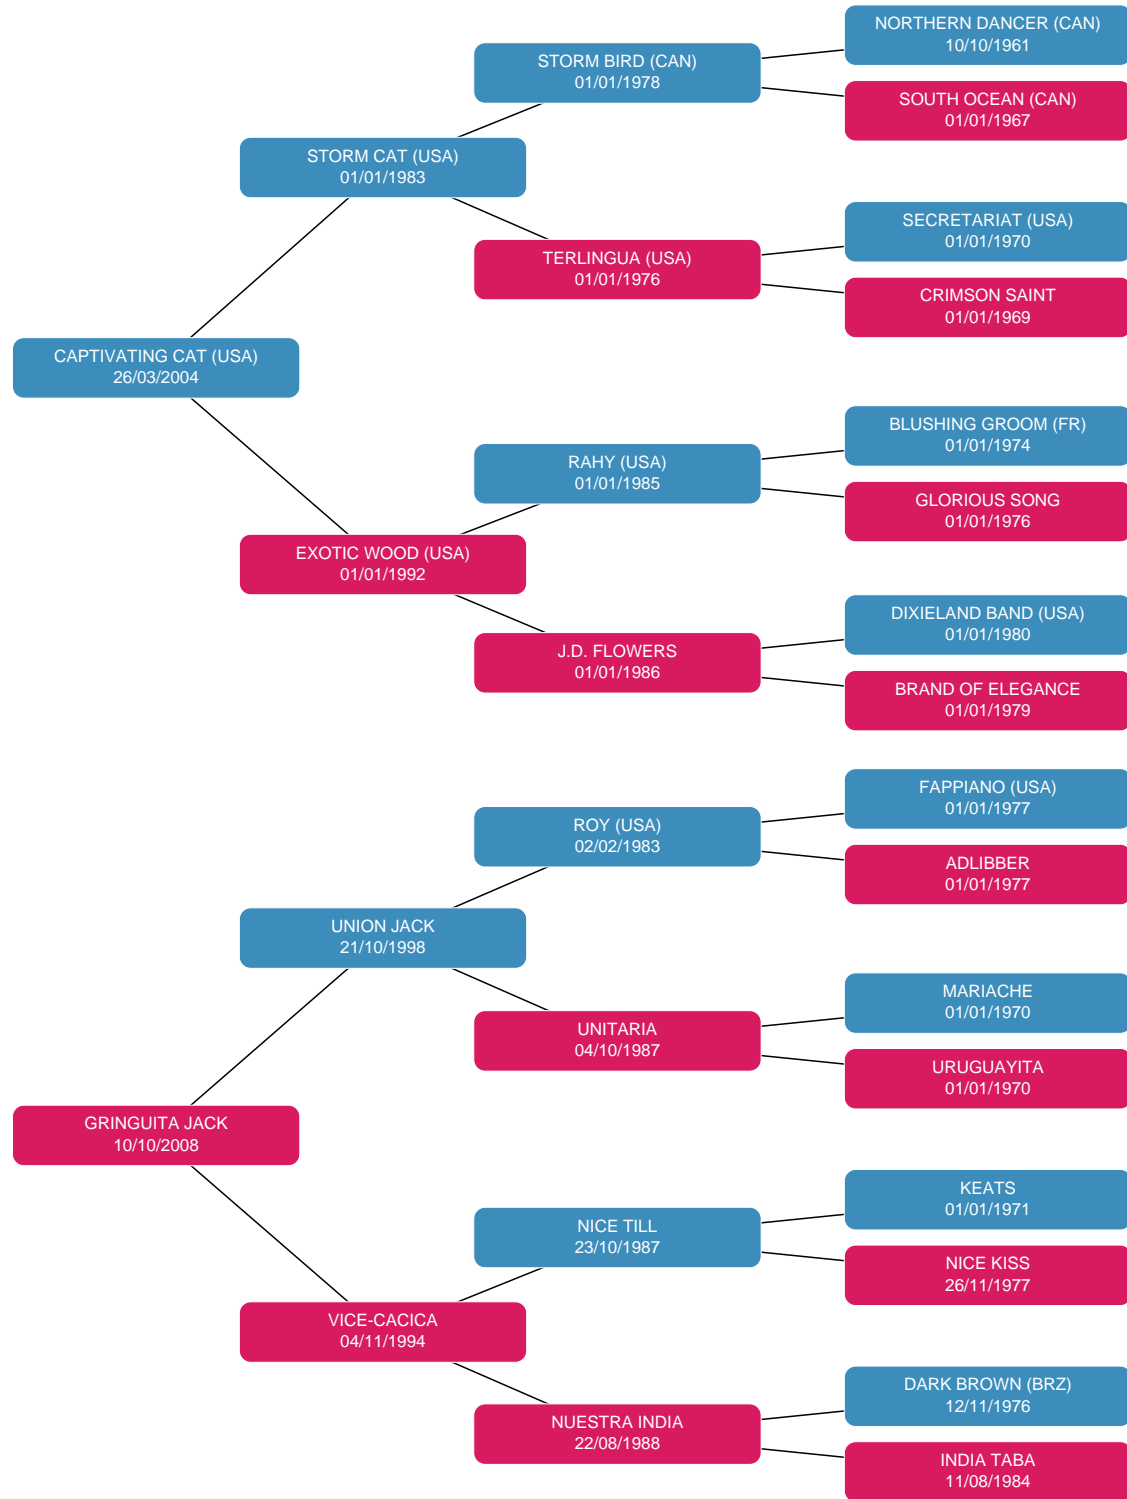 NORTHERN DANCER (CAN)
10/10/1961
STORM BIRD (CAN)
01/01/1978
SOUTH OCEAN (CAN)
01/01/1967
STORM CAT (USA)
01/01/1983
SECRETARIAT (USA)
01/01/1970
TERLINGUA (USA)
01/01/1976
CRIMSON SAINT
01/01/1969
CAPTIVATING CAT (USA)
26/03/2004
BLUSHING GROOM (FR)
01/01/1974
RAHY (USA)
01/01/1985
GLORIOUS SONG
01/01/1976
EXOTIC WOOD (USA)
01/01/1992
DIXIELAND BAND (USA)
01/01/1980
J.D. FLOWERS
01/01/1986
BRAND OF ELEGANCE
01/01/1979
FAPPIANO (USA)
01/01/1977
ROY (USA)
02/02/1983
ADLIBBER
01/01/1977
UNION JACK
21/10/1998
MARIACHE
01/01/1970
UNITARIA
04/10/1987
URUGUAYITA
01/01/1970
GRINGUITA JACK
10/10/2008
KEATS
01/01/1971
NICE TILL
23/10/1987
NICE KISS
26/11/1977
VICE-CACICA
04/11/1994
DARK BROWN (BRZ)
12/11/1976
NUESTRA INDIA
22/08/1988
INDIA TABA
11/08/1984